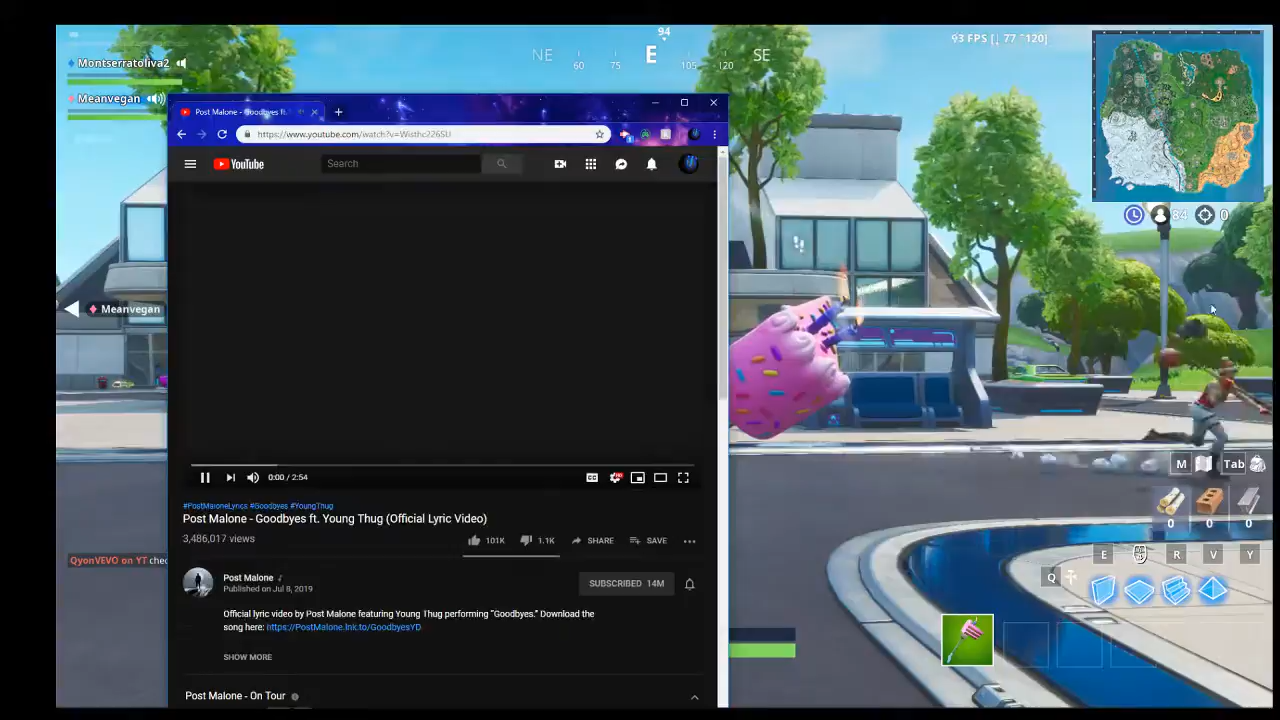 94
NE 60 75 E 105 120 SE
93 FPS [
Montserratoliva2
Meanvegan
Post Malone - Goodbyes ft.
https://www.youtube.com/watch?v=
YouTube
Search
84 0
Meanvegan
0:00 / 2:54
#PostMaloneLyrics #Goodbyes #YoungThug
Post Malone - Goodbyes ft. Young Thug (Official Lyric Video)
3,486,017 views
101K 1.1K SHARE SAVE
QyonVEVO on YT chec
Post Malone
Published on Jul 8, 2019
SUBSCRIBED 14M
Official lyric video by Post Malone featuring Young Thug performing “Goodbyes.” Download the
song here: https://PostMalone.lnk.to/GoodbyesYD
SHOW MORE
Post Malone - On Tour
M Tab
0 0 0
E R V Y
Q